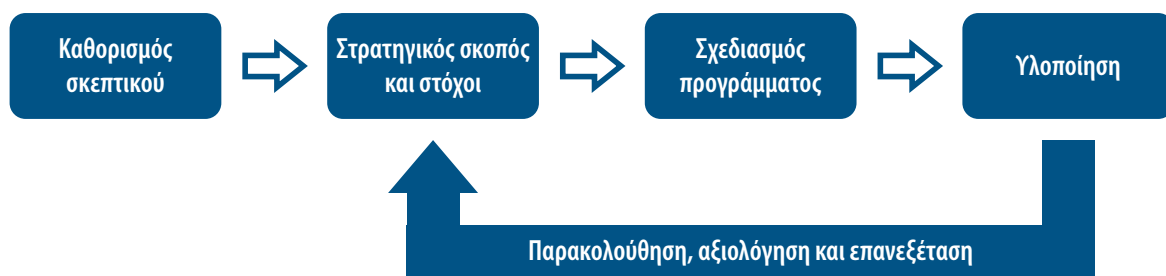 Καθορισμός
σκεπτικού
Στρατηγικός σκοπός
και στόχοι
Σχεδιασμός
προγράμματος
Υλοποίηση
Παρακολούθηση, αξιολόγηση και επανεξέταση